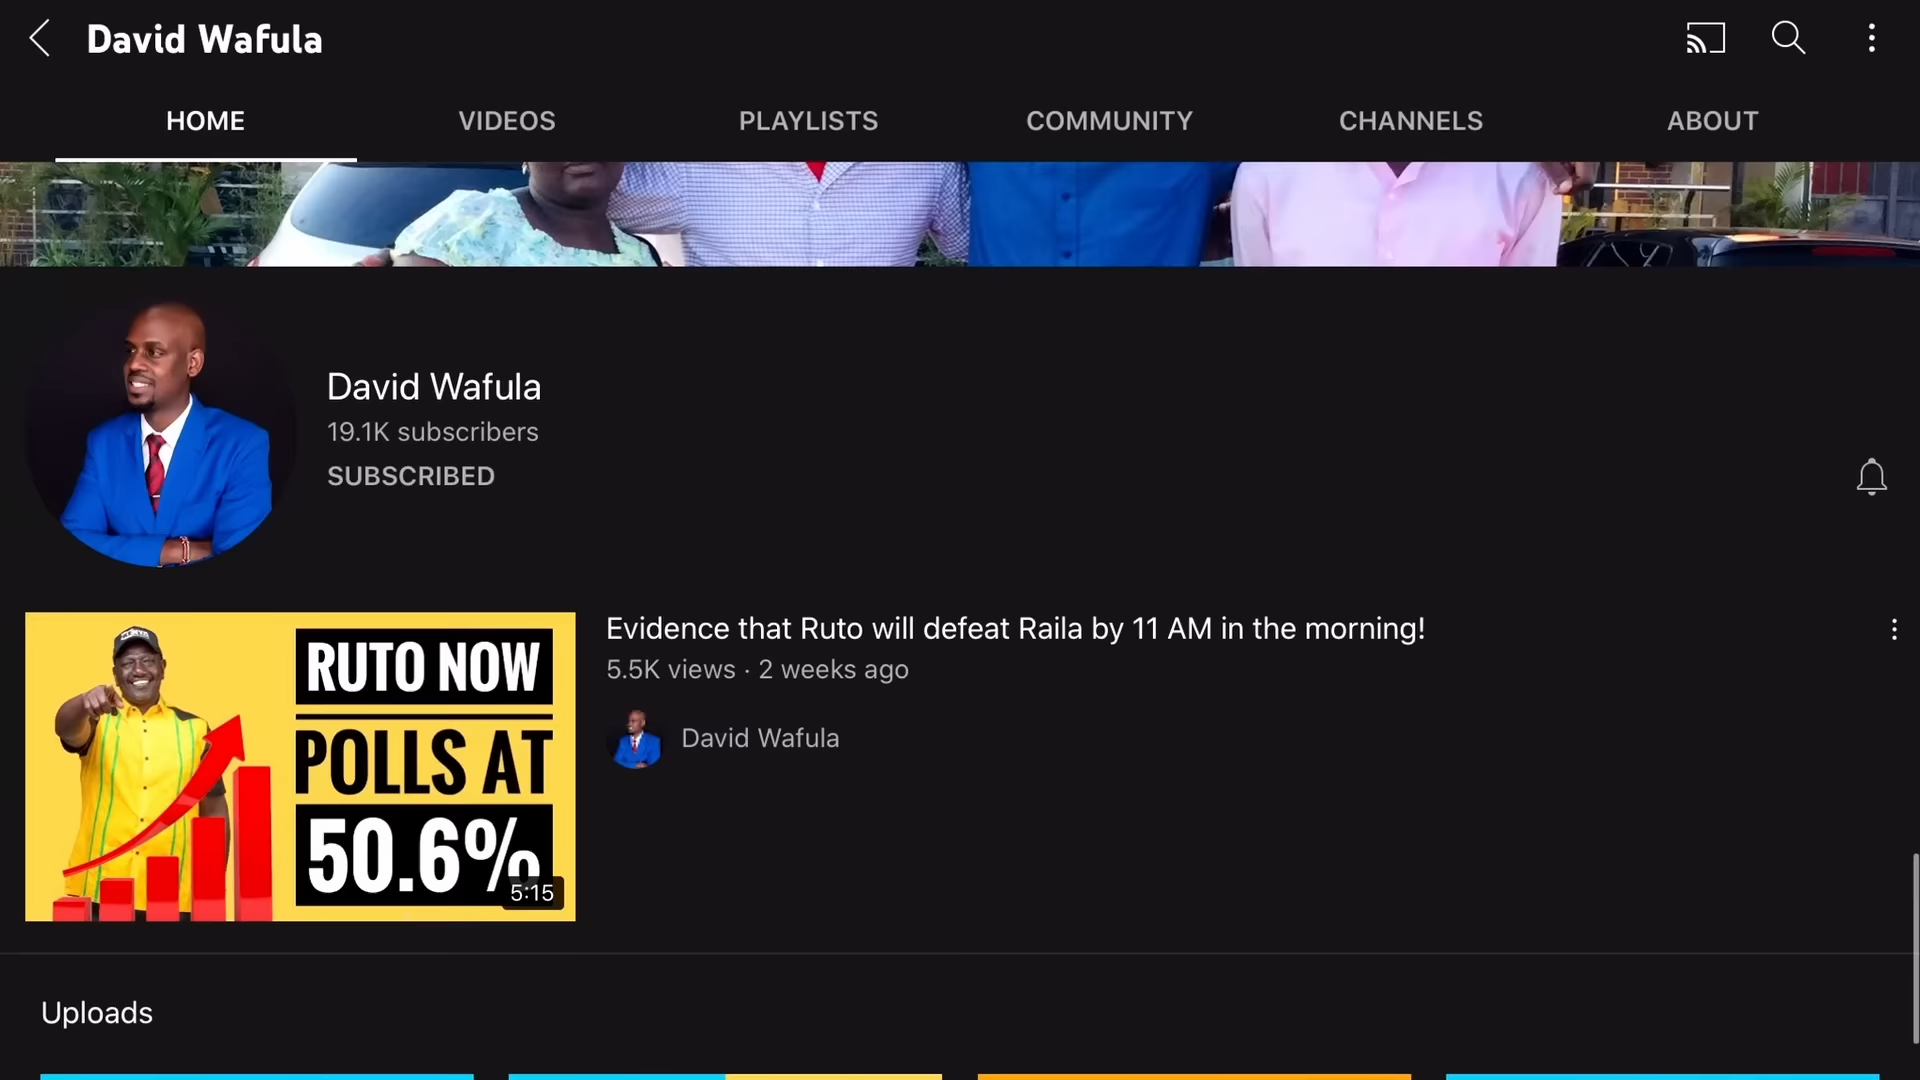 David Wafula
HOME
VIDEOS
PLAYLISTS
COMMUNITY
CHANNELS
ABOUT
David Wafula
19.1K subscribers
SUBSCRIBED
RUTO NOW
POLLS AT
50.6%
5:15
Evidence that Ruto will defeat Raila by 11 AM in the morning!
5.5K views · 2 weeks ago
David Wafula
Uploads